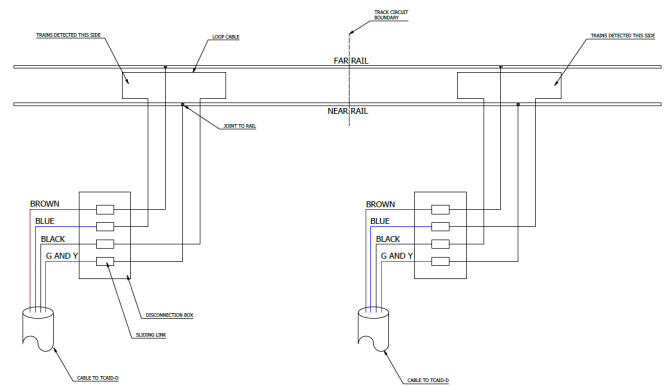 TRACK CIRCUIT
BOUNDARY
TRAINS DETECTED THIS SIDE
LOOP CABLE
TRAINS DETECTED THIS SIDE
FAR RAIL
NEAR RAIL
JOINT TO RAIL
BROWN
BLUE
BLACK
G AND Y
BROWN
BLUE
BLACK
G AND Y
DISCONNECTION BOX
SLIDING LINK
CABLE TO TCAID-D
CABLE TO TCAID-D